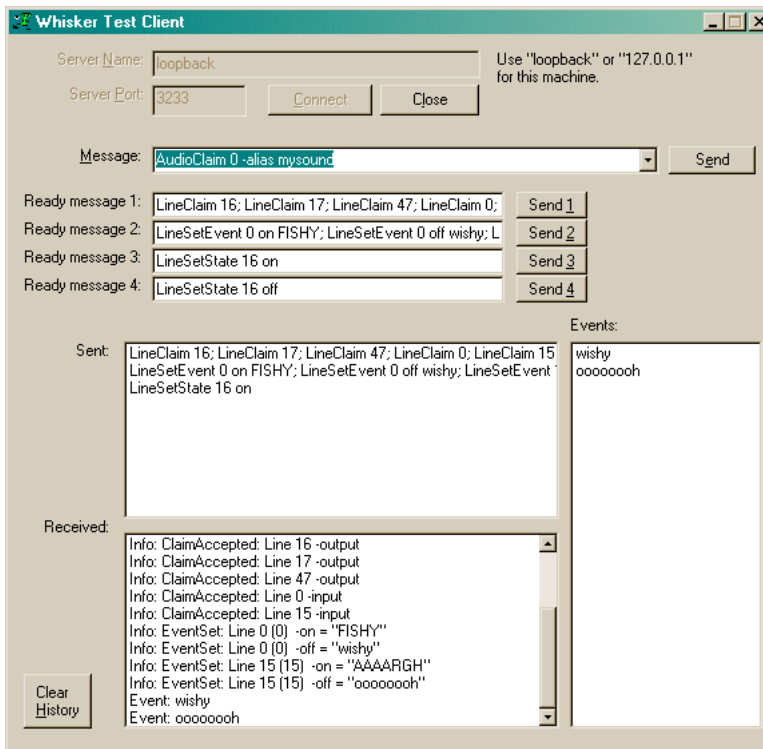 Whisker Test Client
Server Name: loopback
Use "loopback" or "127.0.0.1"
for this machine.
Server Port: 3233 Connect Close
Message: AudioClaim 0 -alias mysound Send
Ready message 1: LineClaim 16; LineClaim 17; LineClaim 47; LineClaim 0; Send 1
Ready message 2: LineSetEvent 0 on FISHY; LineSetEvent 0 off wishy; L Send 2
Ready message 3: LineSetState 16 on Send 3
Ready message 4: LineSetState 16 off Send 4
Sent:
LineClaim 16; LineClaim 17; LineClaim 47; LineClaim 0; LineClaim 15
LineSetEvent 0 on FISHY; LineSetEvent 0 off wishy; LineSetEvent
LineSetState 16 on
Events:
wishy
oooooooh
Received:
Info: ClaimAccepted: Line 16 -output
Info: ClaimAccepted: Line 17 -output
Info: ClaimAccepted: Line 47 -output
Info: ClaimAccepted: Line 0 -input
Info: ClaimAccepted: Line 15 -input
Info: EventSet: Line 0 (0) -on = "FISHY"
Info: EventSet: Line 0 (0) -off = "wishy"
Info: EventSet: Line 15 (15) -on = "AAAARGH"
Info: EventSet: Line 15 (15) -off = "oooooooh"
Event: wishy
Event: oooooooh
Clear
History